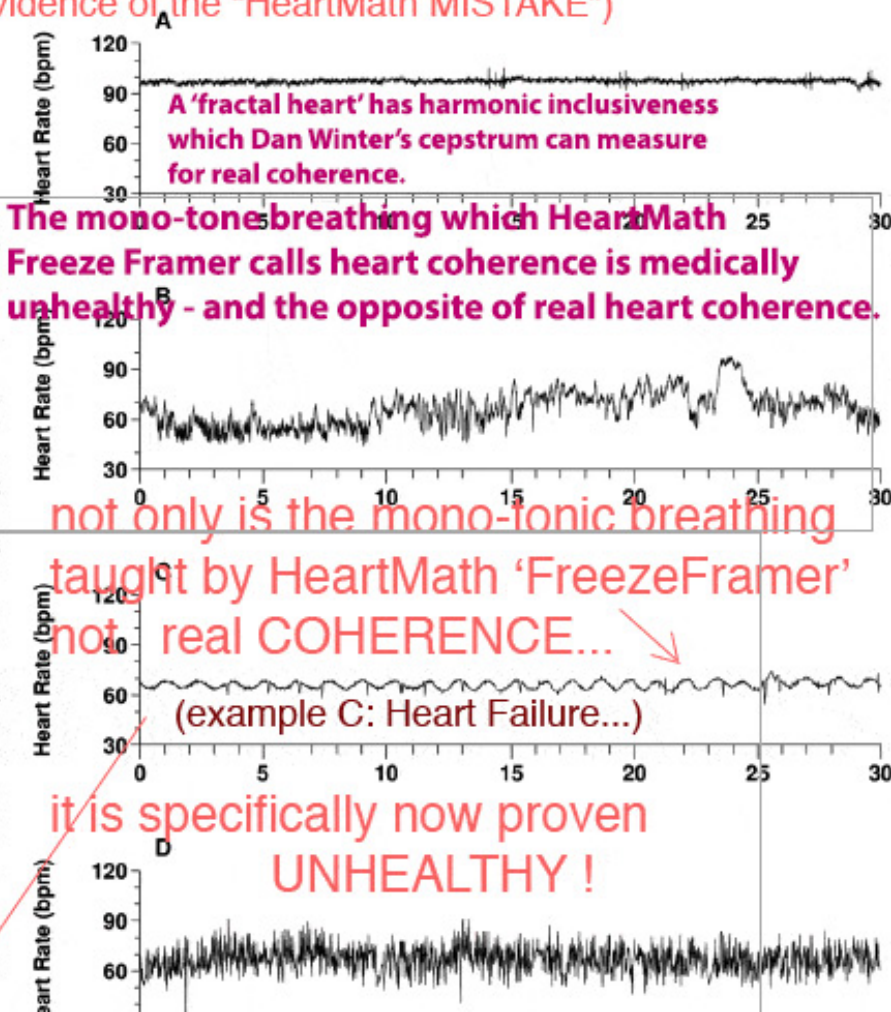 vidence of the "HeartMath MISTAKE")
A
120
90
60
30
Heart Rate (bpm)
A 'fractal heart' has harmonic inclusiveness
which Dan Winter's cepstrum can measure
for real coherence.
5 10 15 20 25 30
The mono-tone breathing which HeartMath
Freeze Framer calls heart coherence is medically
unhealthy - and the opposite of real heart coherence.
B
120
90
60
30
Heart Rate (bpm)
0 5 10 15 20 25 30
not only is the mono-tonic breathing
taught by HeartMath 'FreezeFramer'
not real COHERENCE...
C
120
90
60
30
Heart Rate (bpm)
(example C: Heart Failure...)
0 5 10 15 20 25 30
it is specifically now proven
UNHEALTHY !
D
120
90
60
eart Rate (bpm)